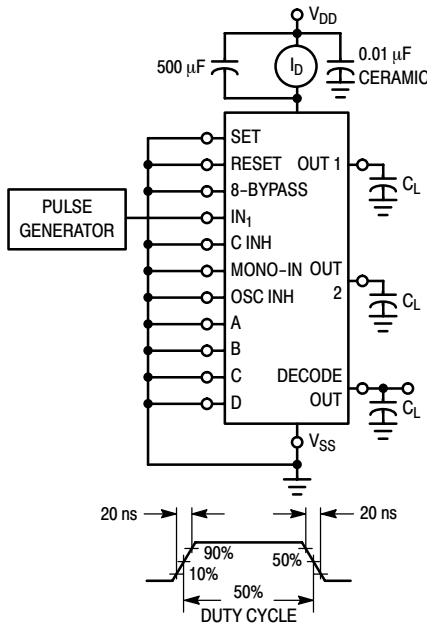 V_DD
500 µF
I_D
0.01 µF
CERAMIC
SET
RESET
OUT 1
8-BYPASS
C_L
PULSE
GENERATOR
IN_1
C INH
MONO-IN
OUT
2
OSC INH
C_L
A
B
C
DECODE
OUT
D
C_L
V_SS
20 ns
20 ns
90%
50%
10%
50%
DUTY CYCLE